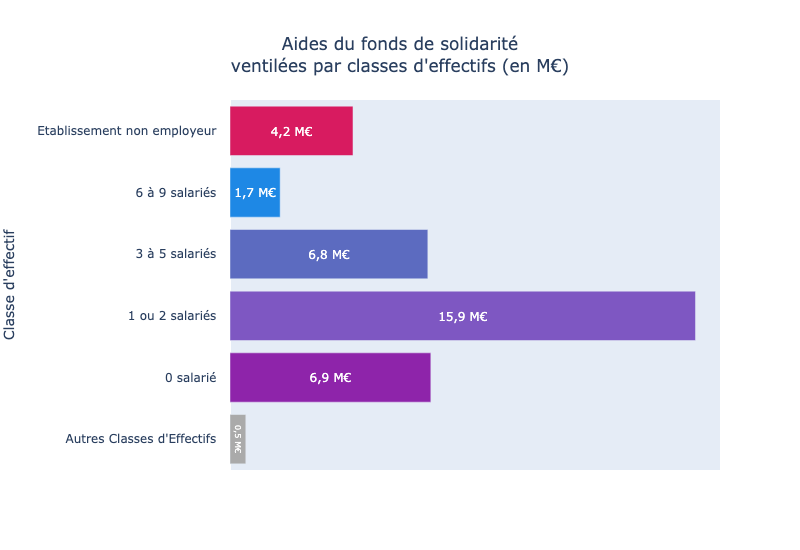 Aides du fonds de solidarité
ventilées par classes d'effectifs (en M€)
Classe d'effectif
Etablissement non employeur
4,2 M€
6 à 9 salariés
1,7 M€
3 à 5 salariés
6,8 M€
1 ou 2 salariés
15,9 M€
0 salarié
6,9 M€
Autres Classes d'Effectifs
0,5 M€